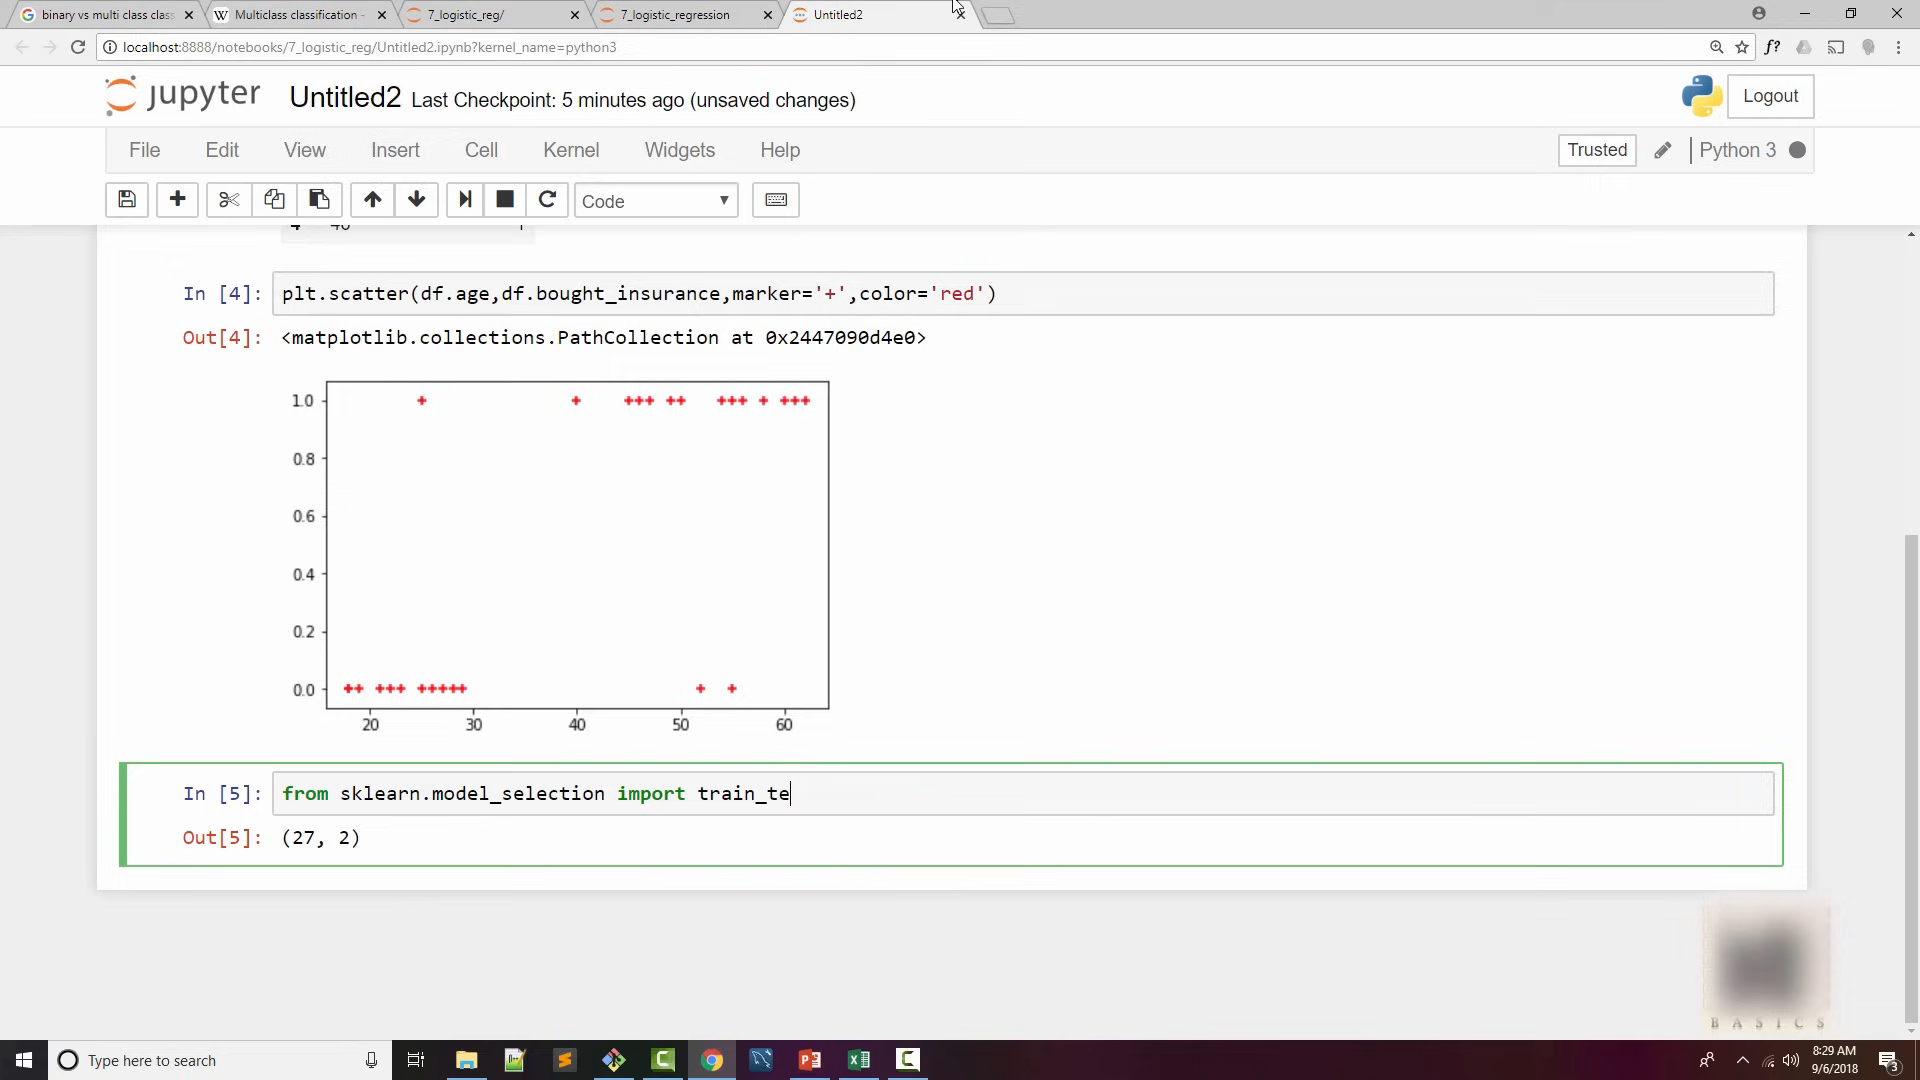 binary vs multi class clas
Multiclass classification -
7_logistic_reg/
7_logistic_regression
Untitled2
localhost:8888/notebooks/7_logistic_reg/Untitled2.ipynb?kernel_name=python3
f?
jupyter Untitled2 Last Checkpoint: 5 minutes ago (unsaved changes)
Logout
File Edit View Insert Cell Kernel Widgets Help
Trusted Python 3
Code
In [4]: plt.scatter(df.age,df.bought_insurance,marker='+',color='red')
Out[4]: <matplotlib.collections.PathCollection at 0x2447090d4e0>
1.0
0.8
0.6
0.4
0.2
0.0
20 30 40 50 60
In [5]: from sklearn.model_selection import train_te
Out[5]: (27, 2)
BASICS
Type here to search
8:29 AM
9/6/2018
3